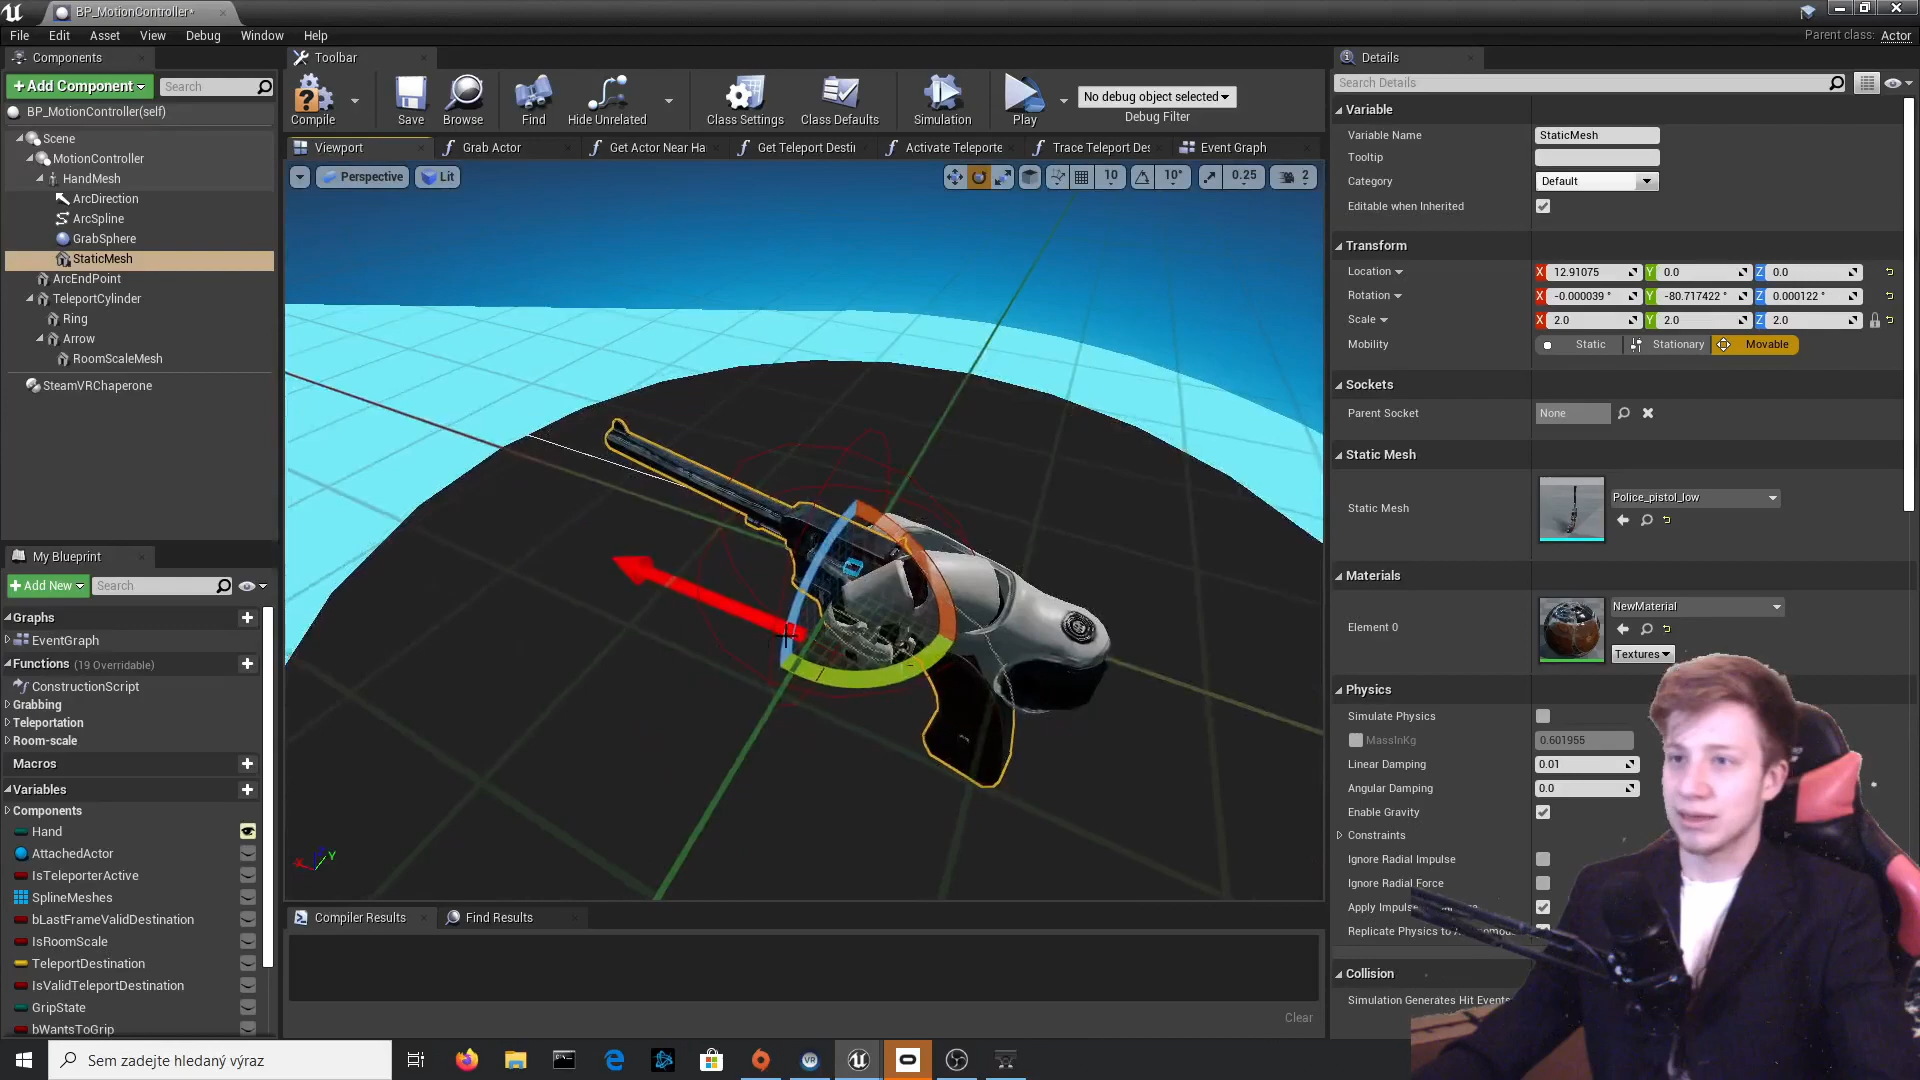 BP_MotionController*
File Edit Asset View Debug Window Help
Parent class: Actor
Components
+Add Component
Search
BP_MotionController(self)
Scene
MotionController
HandMesh
ArcDirection
ArcSpline
GrabSphere
StaticMesh
ArcEndPoint
TeleportCylinder
Ring
Arrow
RoomScaleMesh
SteamVRChaperone
My Blueprint
+Add New
Search
Graphs
EventGraph
Functions (19 Overridable)
ConstructionScript
Grabbing
Teleportation
Room-scale
Macros
Variables
Components
Hand
AttachedActor
IsTeleporterActive
SplineMeshes
bLastFrameValidDestination
IsRoomScale
TeleportDestination
IsValidTeleportDestination
GripState
bWantsToGrip
Toolbar
Compile Save Browse Find Hide Unrelated Class Settings Class Defaults Simulation Play
No debug object selected
Debug Filter
Viewport Grab Actor Get Actor Near Ha Get Teleport Desti Activate Teleporte Trace Teleport Des Event Graph
Perspective Lit 10 10° 0.25 2
X Y
Compiler Results Find Results
Clear
Details
Search Details
Variable
Variable Name StaticMesh
Tooltip
Category Default
Editable when Inherited
Transform
Location X 12.91075 Y 0.0 Z 0.0
Rotation X -0.000039 ° Y -80.717422 ° Z 0.000122 °
Scale X 2.0 Y 2.0 Z 2.0
Mobility Static Stationary Movable
Sockets
Parent Socket None
Static Mesh
Static Mesh Police_pistol_low
Materials
Element 0 NewMaterial
Textures
Physics
Simulate Physics
MassInKg 0.601955
Linear Damping 0.01
Angular Damping 0.0
Enable Gravity
Constraints
Ignore Radial Impulse
Ignore Radial Force
Apply Impulse
Replicate Physics to
Collision
Simulation Generates Hit Events
Sem zadejte hledaný výraz